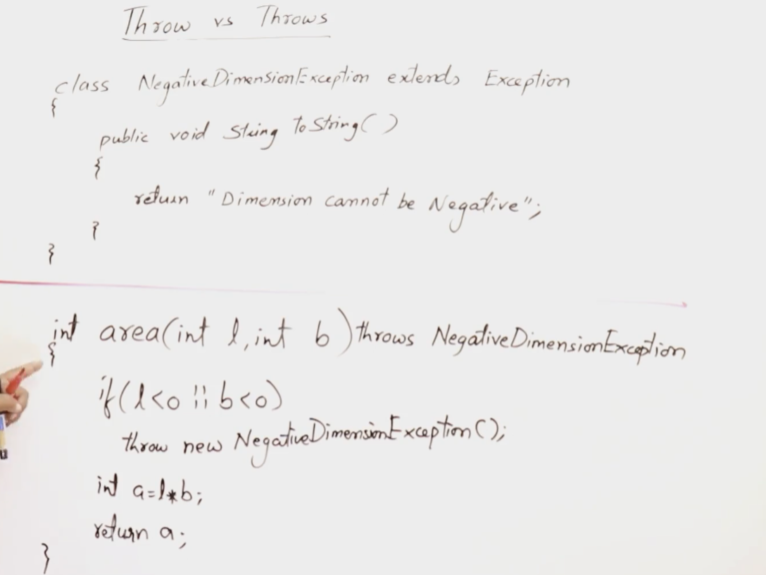 Throw vs Throws
class NegativeDimensionException extends Exception
{
public void String toString()
{
return "Dimension cannot be Negative";
}
}
int area(int l, int b) throws NegativeDimensionException
{
if(l<0 || b<0)
throw new NegativeDimensionException();
int a=l*b;
return a;
}